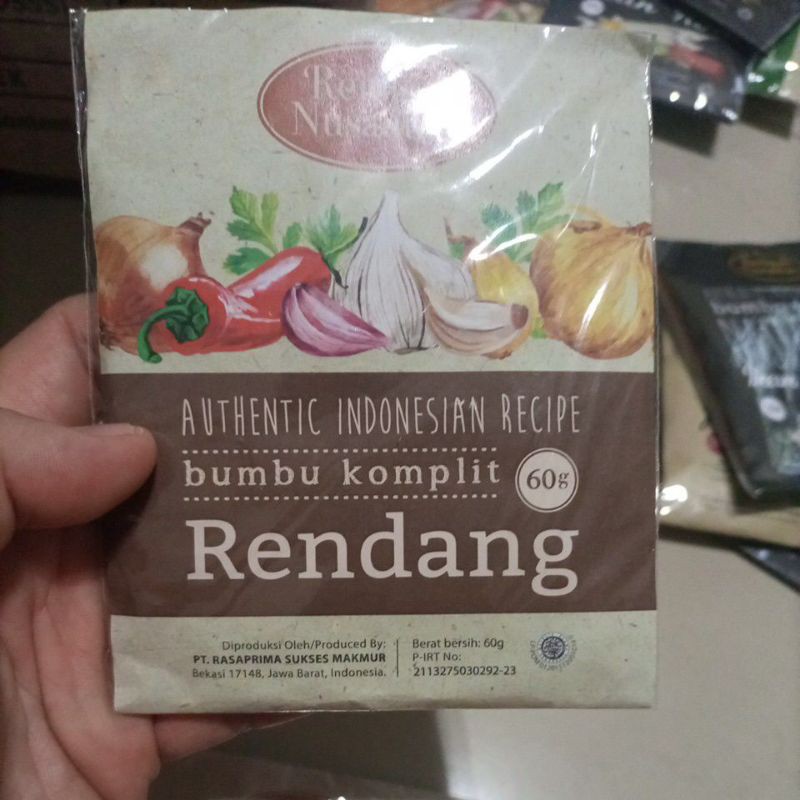 AUTHENTIC INDONESIAN RECIPE
bumbu komplit
60g
Rendang
Diproduksi Oleh/Produced By:
PT. RASAPRIMA SUKSES MAKMUR
Bekasi 17148, Jawa Barat, Indonesia.
Berat bersih: 60g
P-IRT No:
2113275030292-23